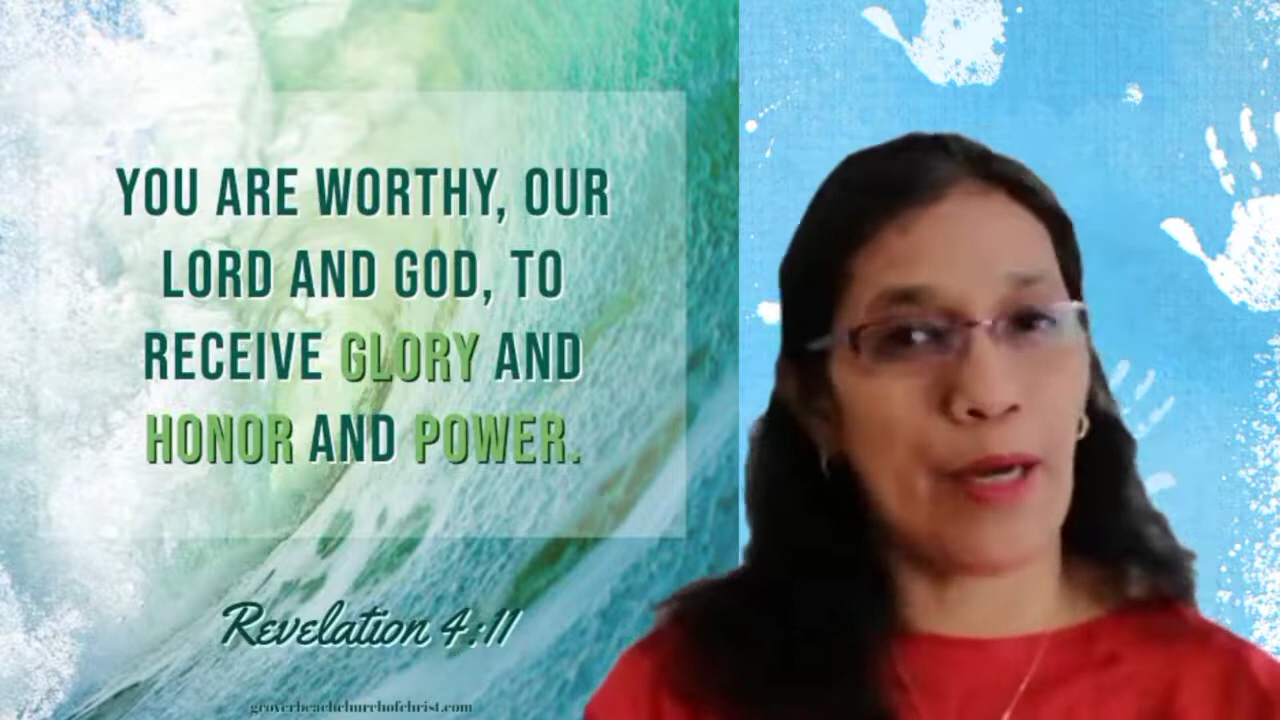 YOU ARE WORTHY, OUR
LORD AND GOD, TO
RECEIVE GLORY AND
HONOR AND POWER.
Revelation 4:11
groverbeachchurchofchrist.com